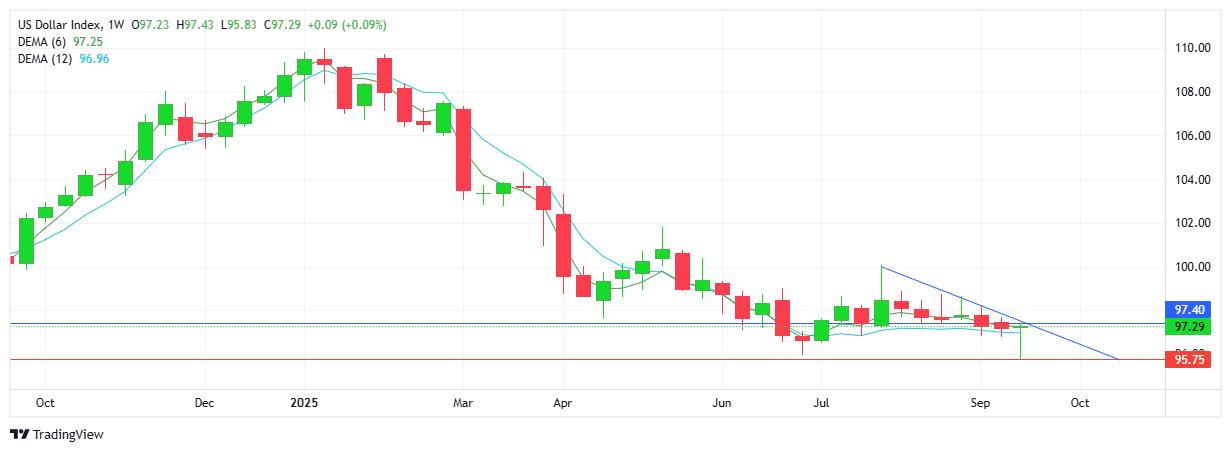 US Dollar Index, 1W O97.23 H97.43 L95.83 C97.29 +0.09 (+0.09%)
DEMA (6) 97.25
DEMA (12) 96.96
110.00
108.00
106.00
104.00
102.00
100.00
97.40
97.29
95.75
Oct Dec 2025 Mar Apr Jun Jul Sep Oct
TradingView